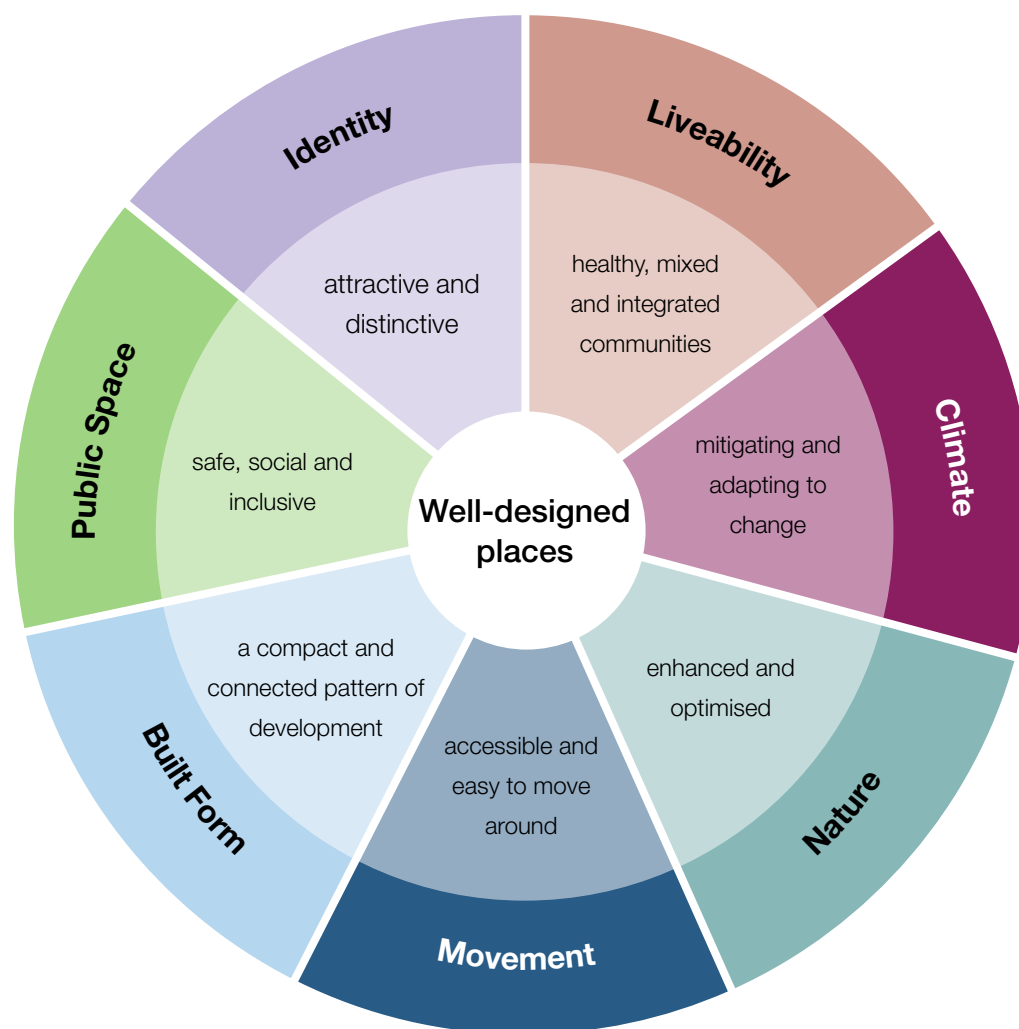 Well-designed
places
Liveability
healthy, mixed
and integrated
communities
Climate
mitigating and
adapting to
change
Nature
enhanced and
optimised
Movement
accessible and
easy to move
around
Built Form
a compact and
connected pattern of
development
Public Space
safe, social and
inclusive
Identity
attractive and
distinctive